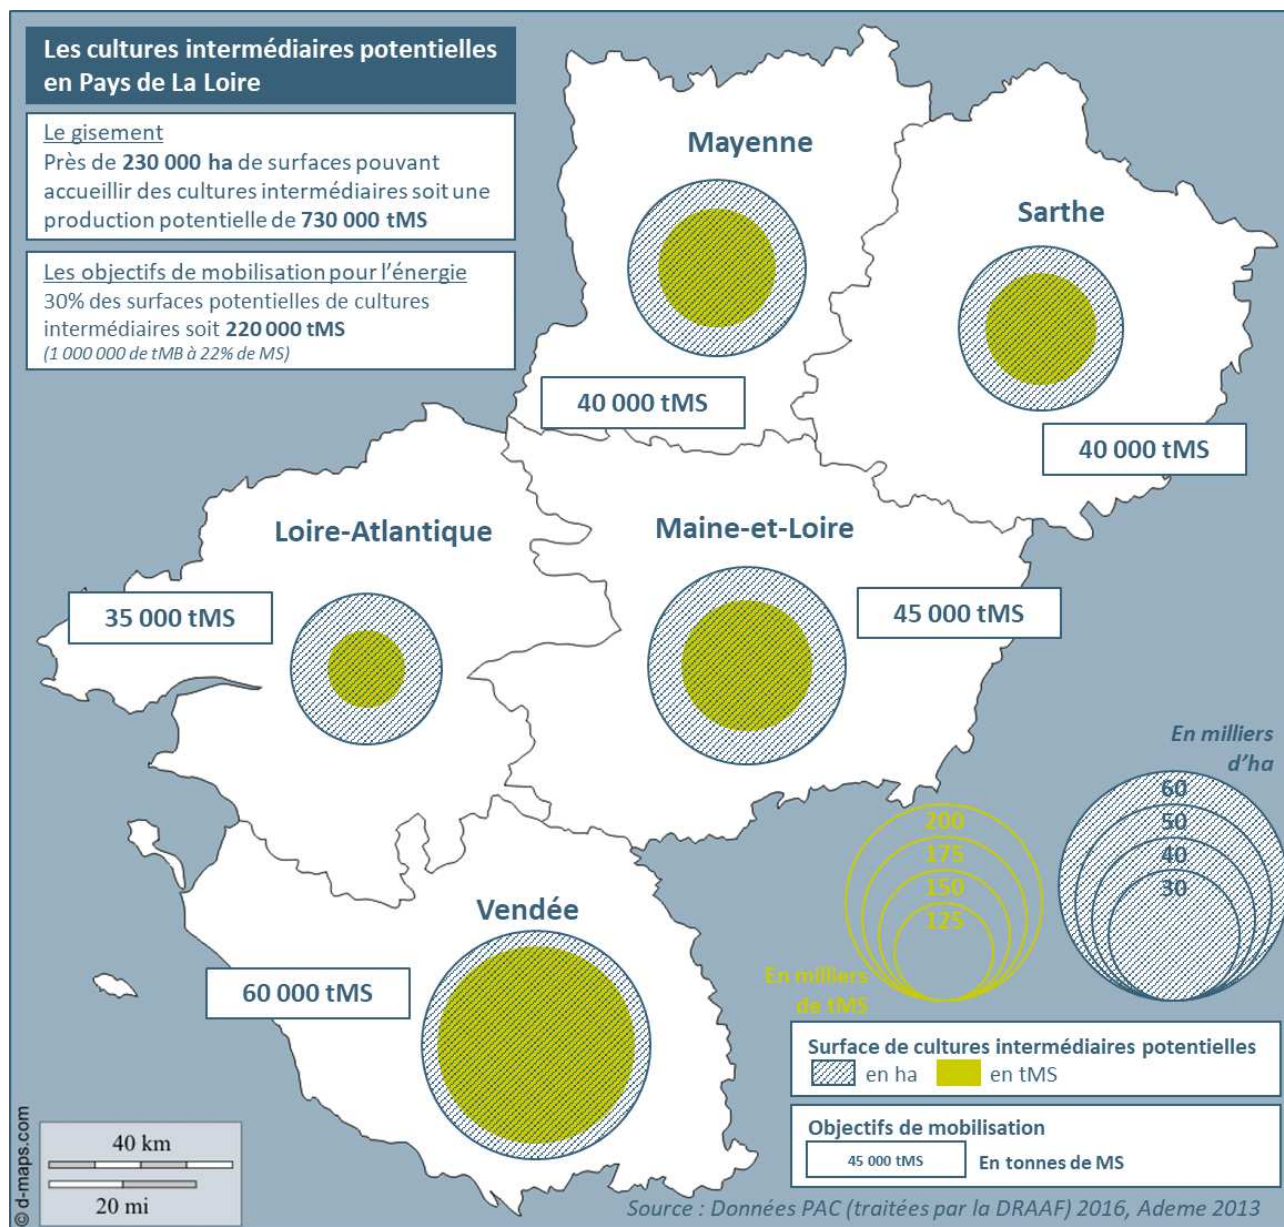 Les cultures intermédiaires potentielles
en Pays de La Loire
Le gisement
Près de 230 000 ha de surfaces pouvant
accueillir des cultures intermédiaires soit une
production potentielle de 730 000 tMS
Les objectifs de mobilisation pour l'énergie
30% des surfaces potentielles de cultures
intermédiaires soit 220 000 tMS
(1 000 000 de tMB à 22% de MS)
Mayenne
40 000 tMS
Sarthe
40 000 tMS
Loire-Atlantique
35 000 tMS
Maine-et-Loire
45 000 tMS
Vendée
60 000 tMS
En milliers
d'ha
60
50
40
30
200
175
150
125
En milliers
de tMS
Surface de cultures intermédiaires potentielles
en ha en tMS
Objectifs de mobilisation
45 000 tMS En tonnes de MS
40 km
20 mi
© d-maps.com
Source : Données PAC (traitées par la DRAAF) 2016, Ademe 2013